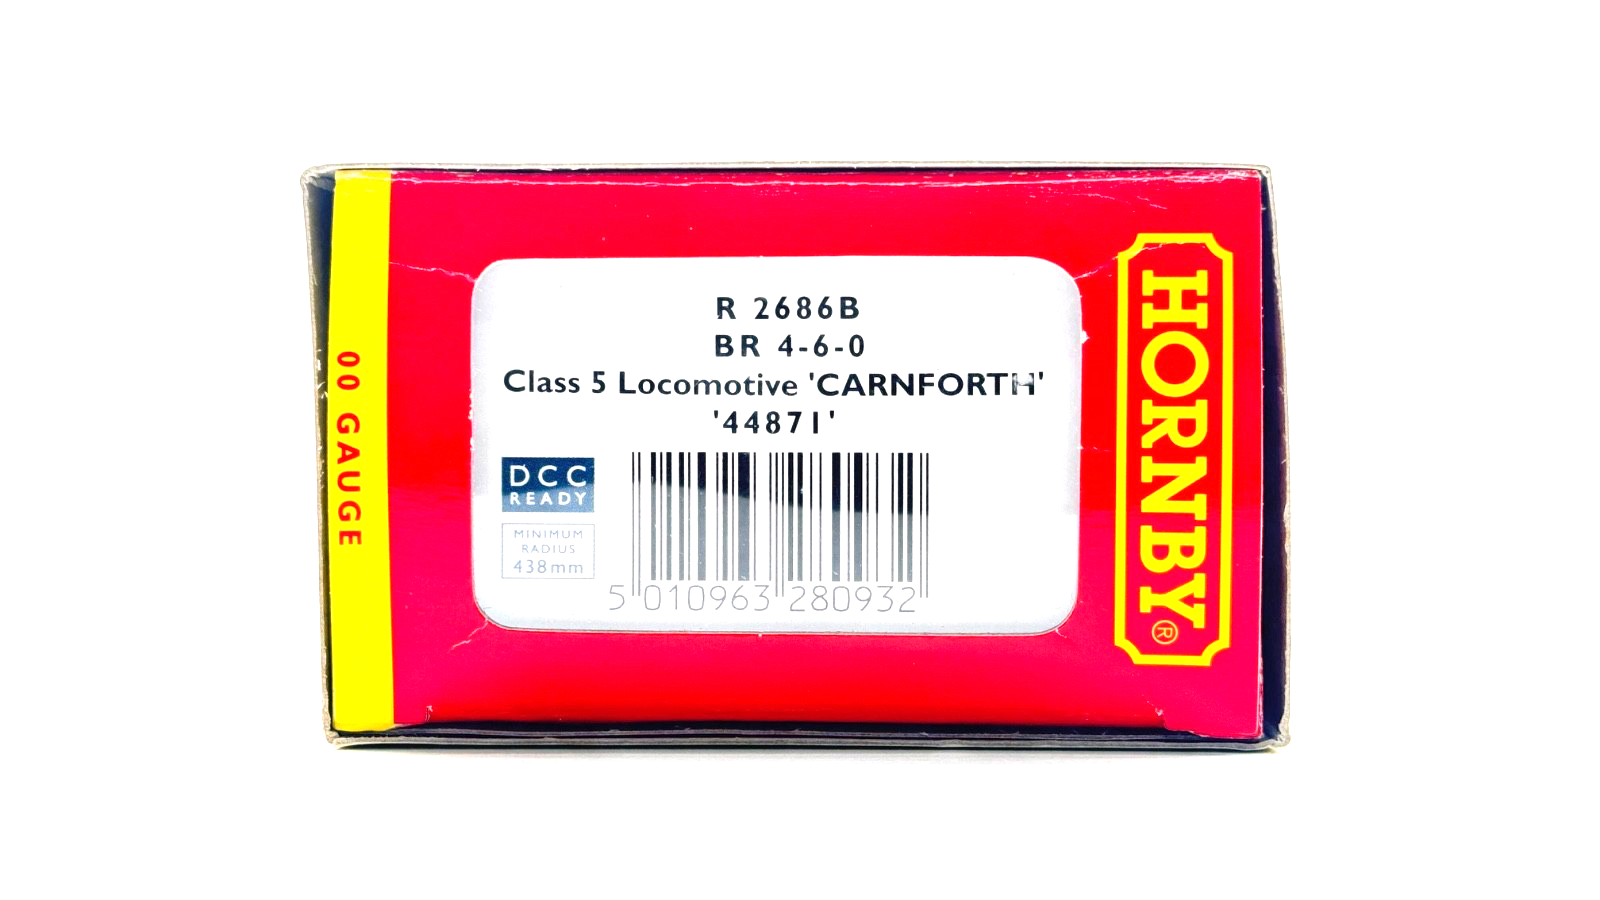 R 2686B
BR 4-6-0
Class 5 Locomotive 'CARNFORTH'
'44871'
DCC
READY
MINIMUM
RADIUS
438mm
5 010963 280932
00 GAUGE
HORNBY®